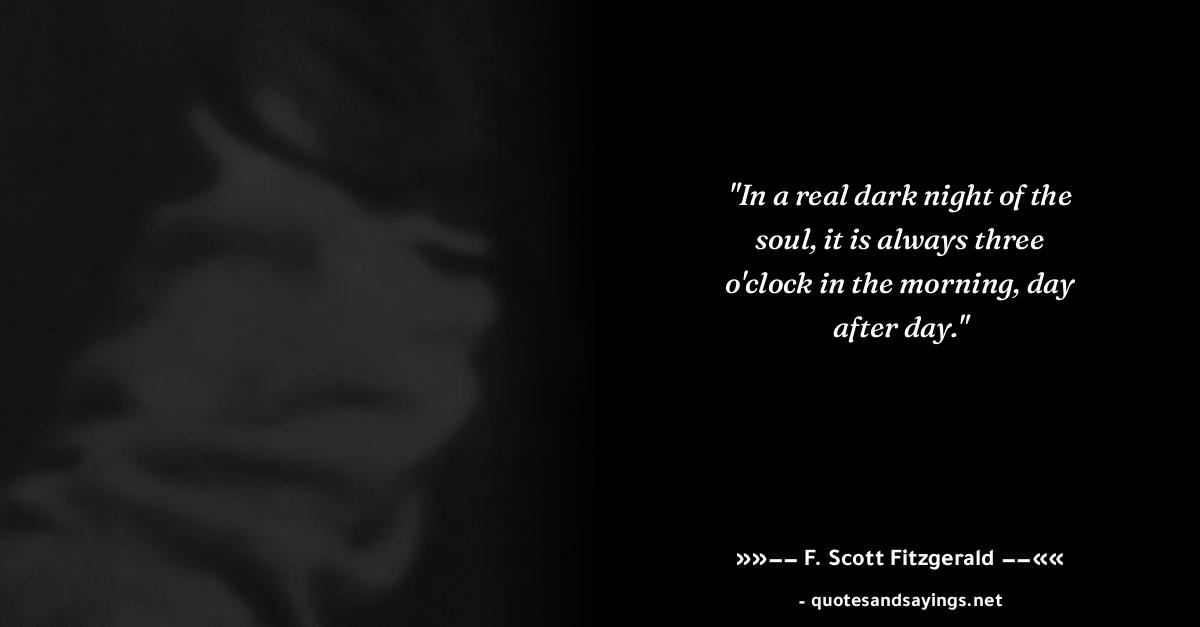 "In a real dark night of the
soul, it is always three
o'clock in the morning, day
after day."
»»−− F. Scott Fitzgerald −−««
- quotesandsayings.net